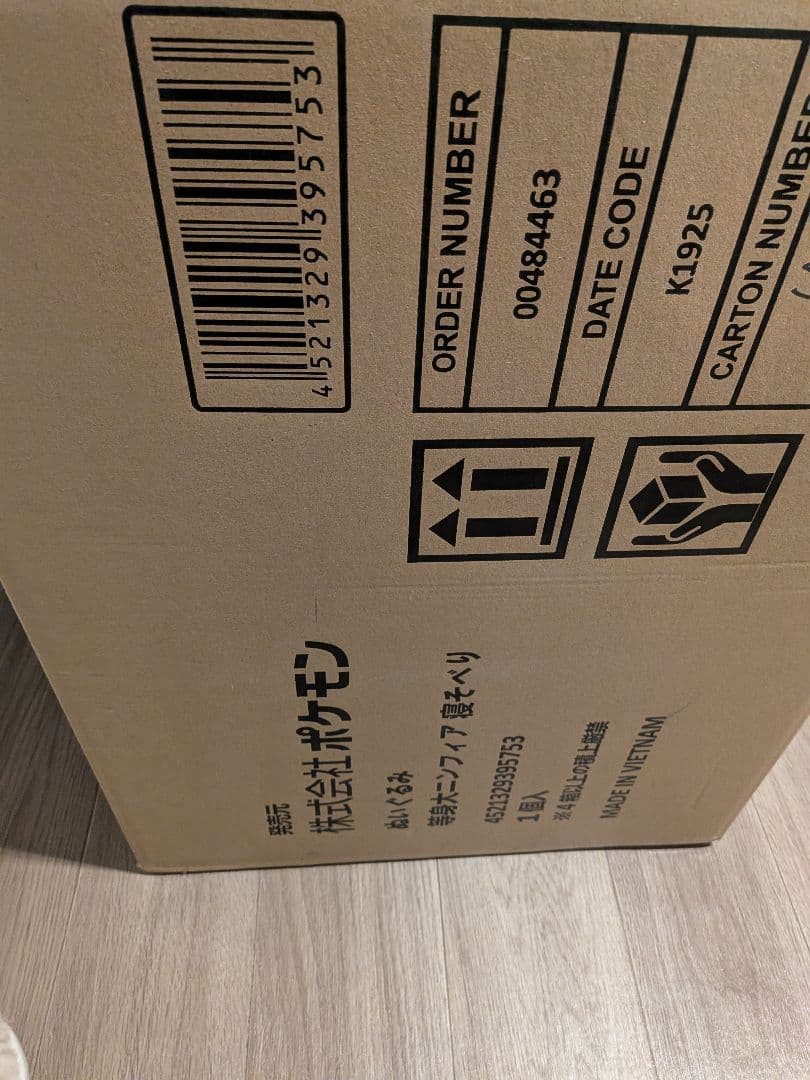 発売元
株式会社 ポケモン
ぬいぐるみ
等身大ニンフィア 寝そべり
4521329395753
1個入
※4箱以上の積上厳禁
MADE IN VIETNAM
4521329395753
ORDER NUMBER
00484463
DATE CODE
K1925
CARTON NUMBER